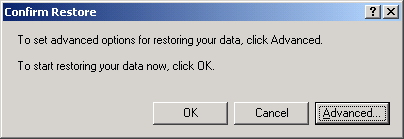 Confirm Restore
To set advanced options for restoring your data, click Advanced.
To start restoring your data now, click OK.
OK Cancel Advanced...